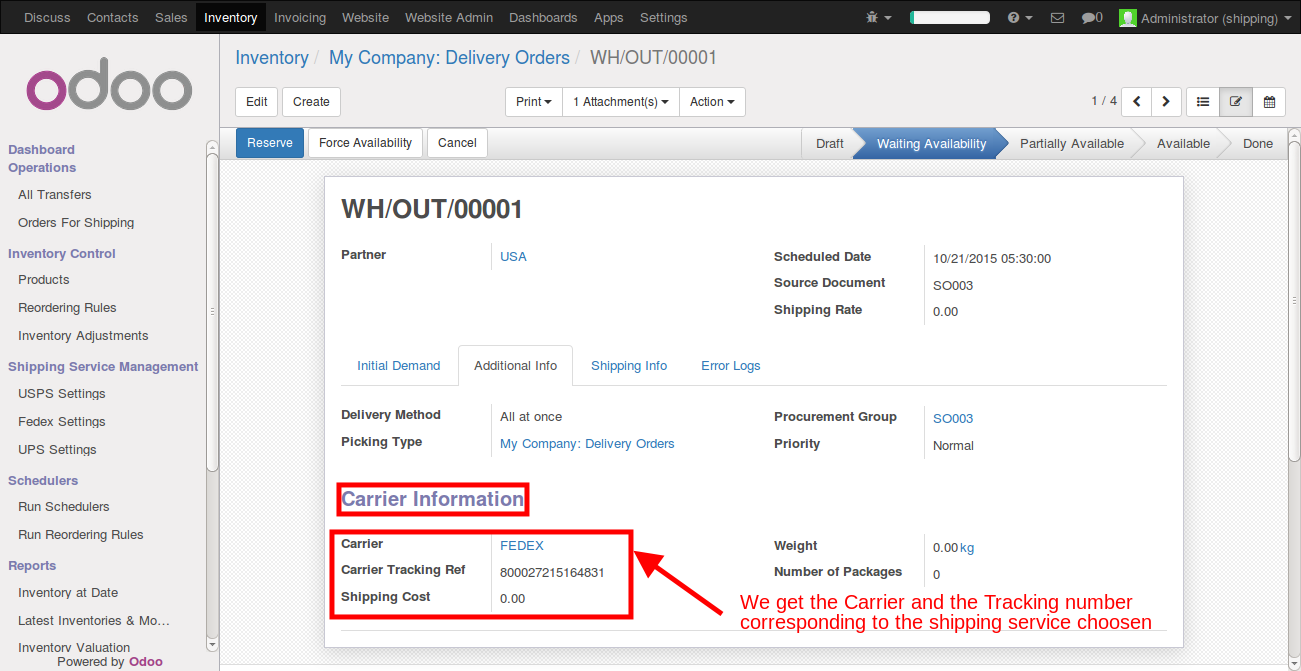 Discuss Contacts Sales Inventory Invoicing Website Website Admin Dashboards Apps Settings 0 Administrator (shipping)
odoo
Inventory / My Company: Delivery Orders / WH/OUT/00001
Edit Create Print 1 Attachment(s) Action 1 / 4
Reserve Force Availability Cancel Draft Waiting Availability Partially Available Available Done
Dashboard
Operations
All Transfers
Orders For Shipping
Inventory Control
Products
Reordering Rules
Inventory Adjustments
Shipping Service Management
USPS Settings
Fedex Settings
UPS Settings
Schedulers
Run Schedulers
Run Reordering Rules
Reports
Inventory at Date
Latest Inventories & Mo...
Inventory Valuation
Powered by Odoo
WH/OUT/00001
Partner USA
Scheduled Date 10/21/2015 05:30:00
Source Document SO003
Shipping Rate 0.00
Initial Demand Additional Info Shipping Info Error Logs
Delivery Method All at once
Picking Type My Company: Delivery Orders
Procurement Group SO003
Priority Normal
Carrier Information
Carrier FEDEX
Carrier Tracking Ref 800027215164831
Shipping Cost 0.00
Weight 0.00 kg
Number of Packages 0
We get the Carrier and the Tracking number
corresponding to the shipping service choosen